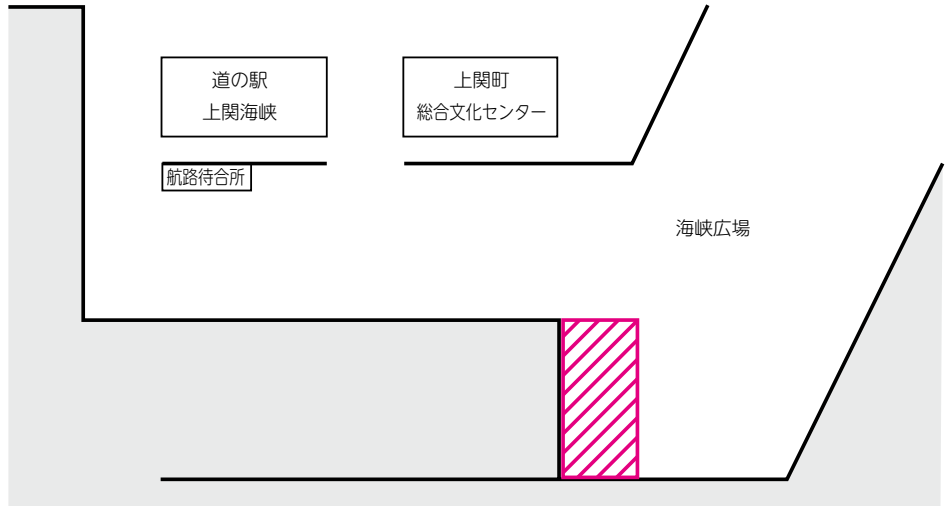 道の駅
上関海峡
上関町
総合文化センター
航路待合所
海峡広場